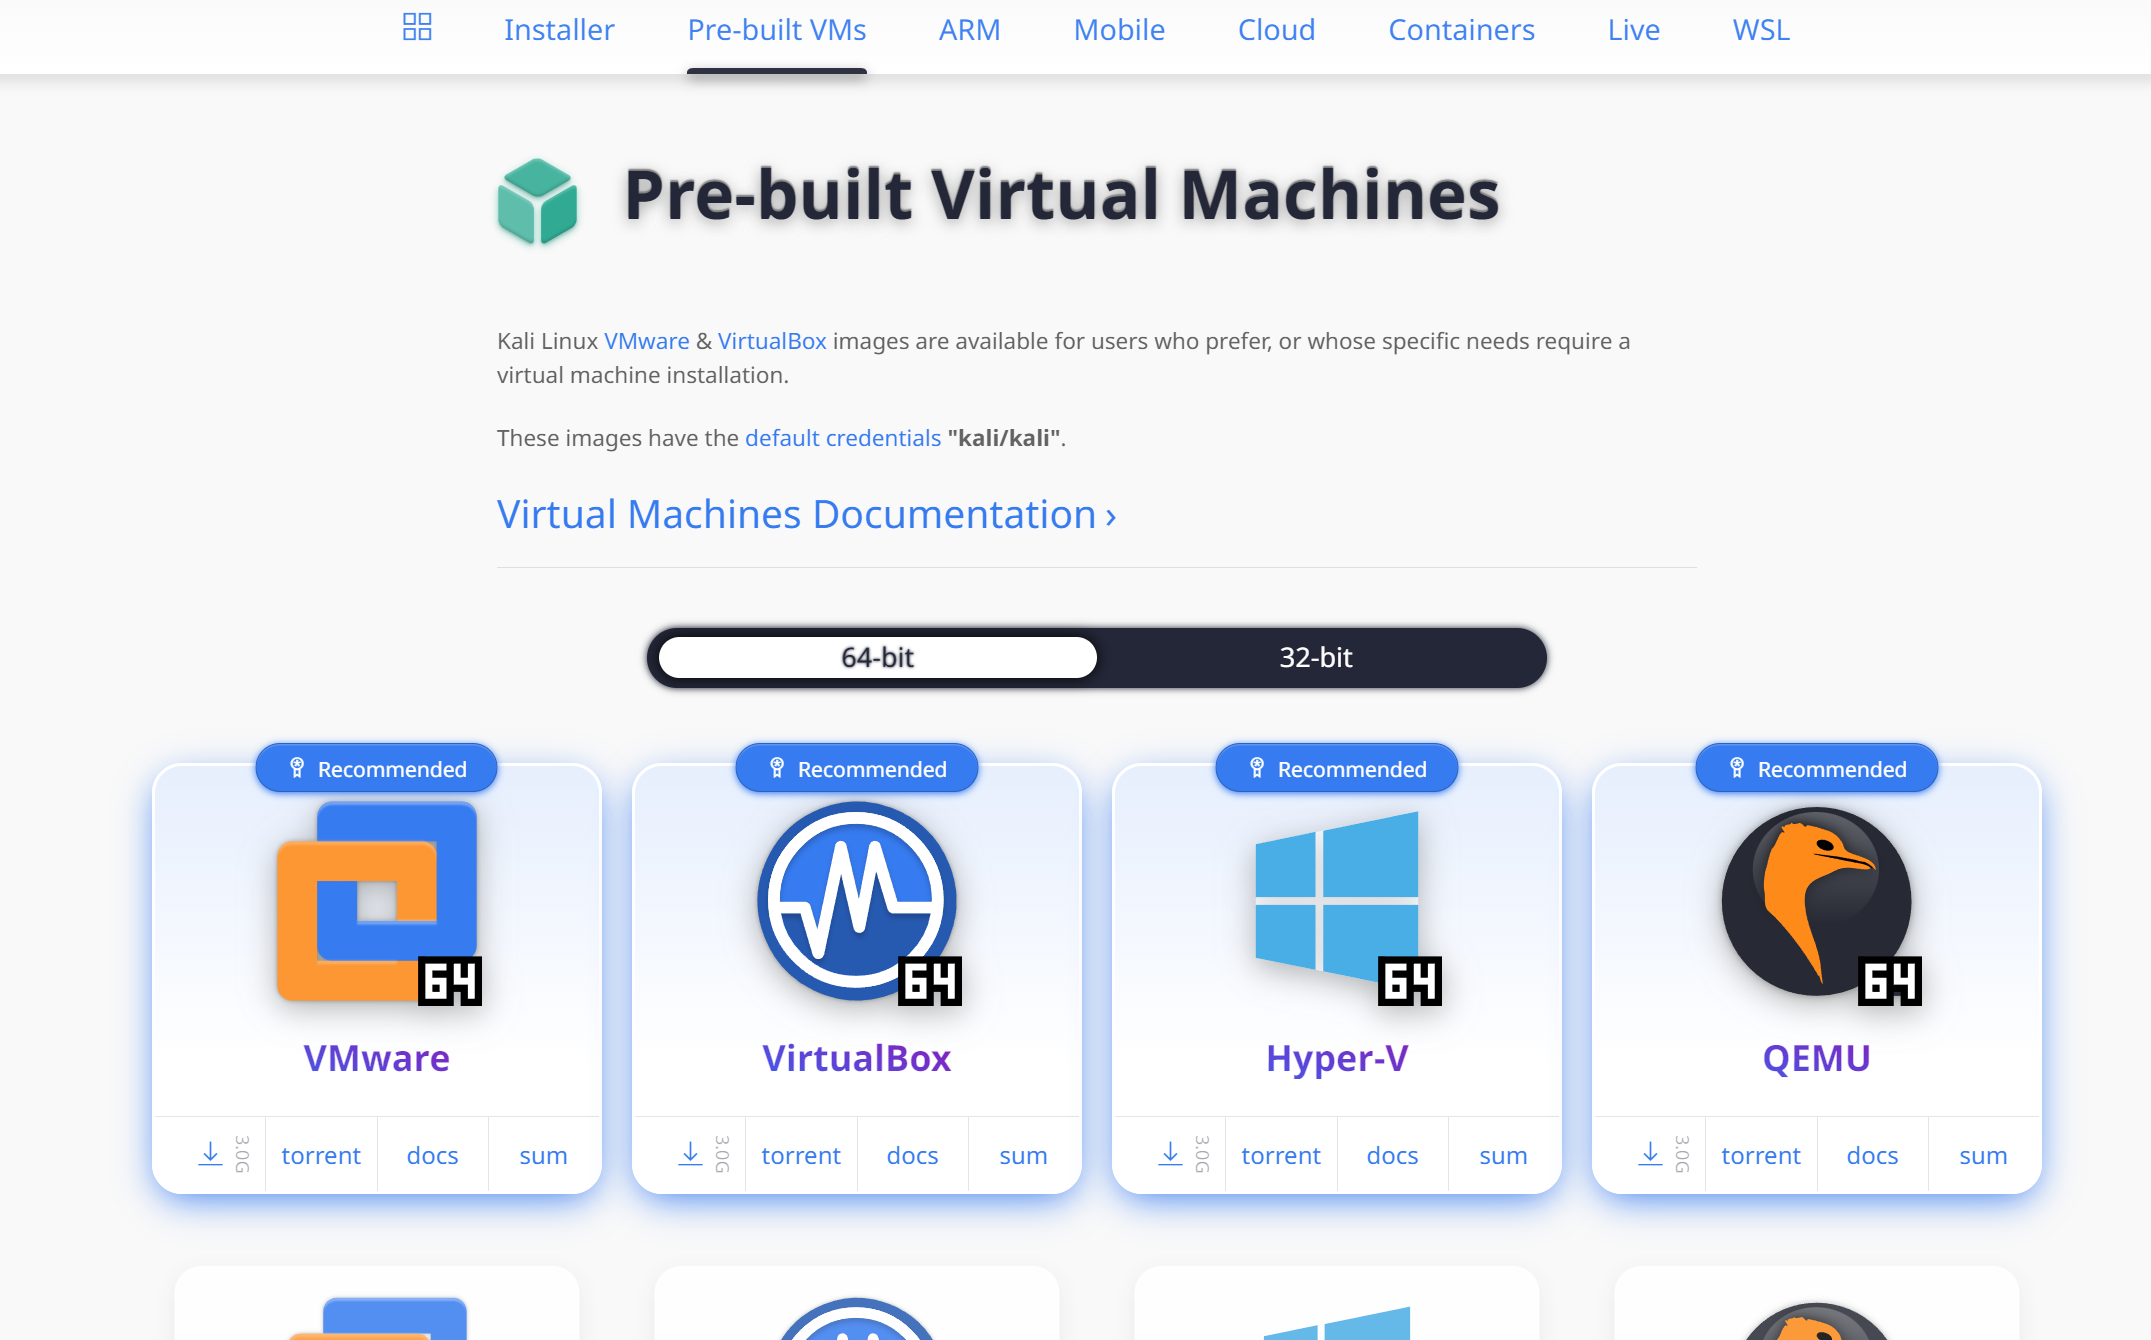 Installer Pre-built VMs ARM Mobile Cloud Containers Live WSL
Pre-built Virtual Machines
Kali Linux VMware & VirtualBox images are available for users who prefer, or whose specific needs require a
virtual machine installation.
These images have the default credentials "kali/kali".
Virtual Machines Documentation ›
64-bit 32-bit
Recommended Recommended Recommended Recommended
64 64 64 64
VMware VirtualBox Hyper-V QEMU
3.0G torrent docs sum 3.0G torrent docs sum 3.0G torrent docs sum 3.0G torrent docs sum